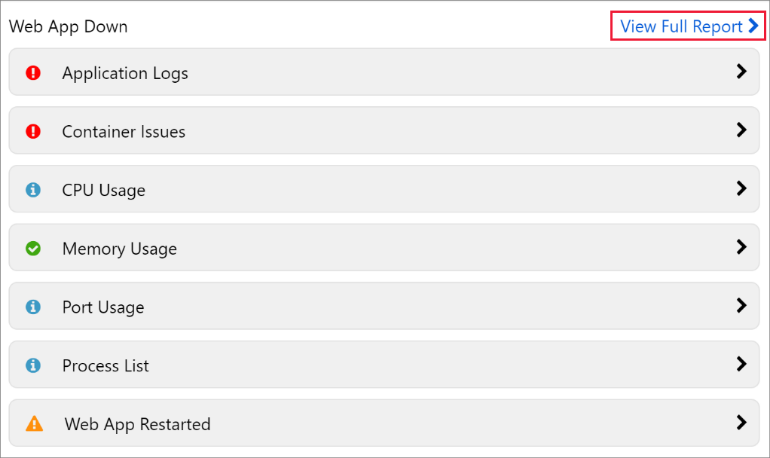 Web App Down
View Full Report
Application Logs
Container Issues
CPU Usage
Memory Usage
Port Usage
Process List
Web App Restarted